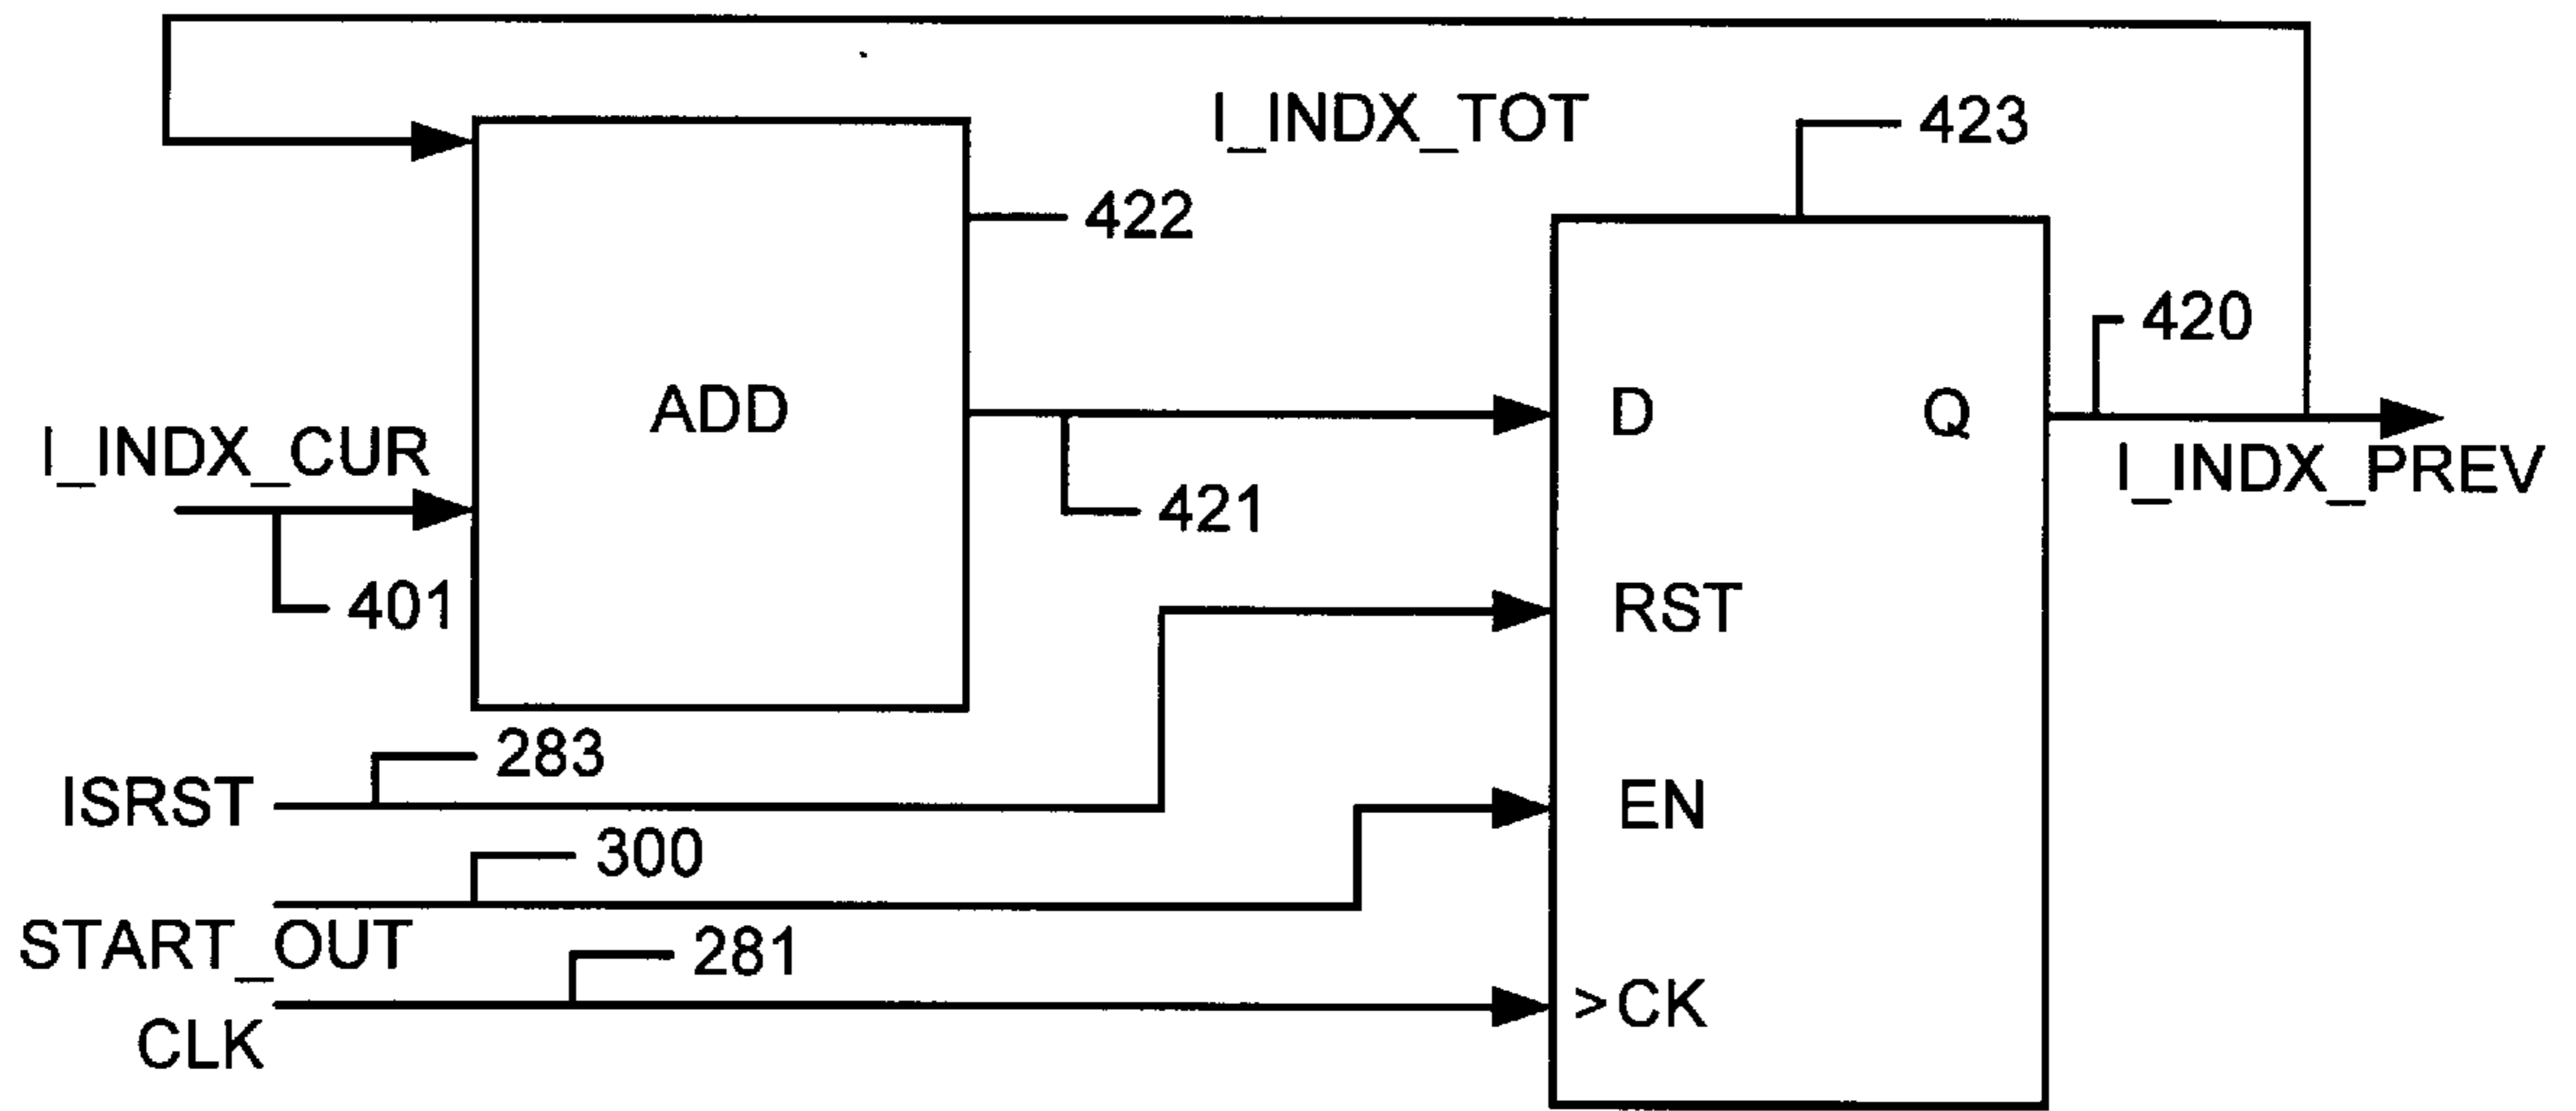 I_INDX_TOT
423
422
420
ADD
D
Q
I_INDX_CUR
I_INDX_PREV
421
401
RST
283
ISRST
EN
300
START_OUT
281
>CK
CLK